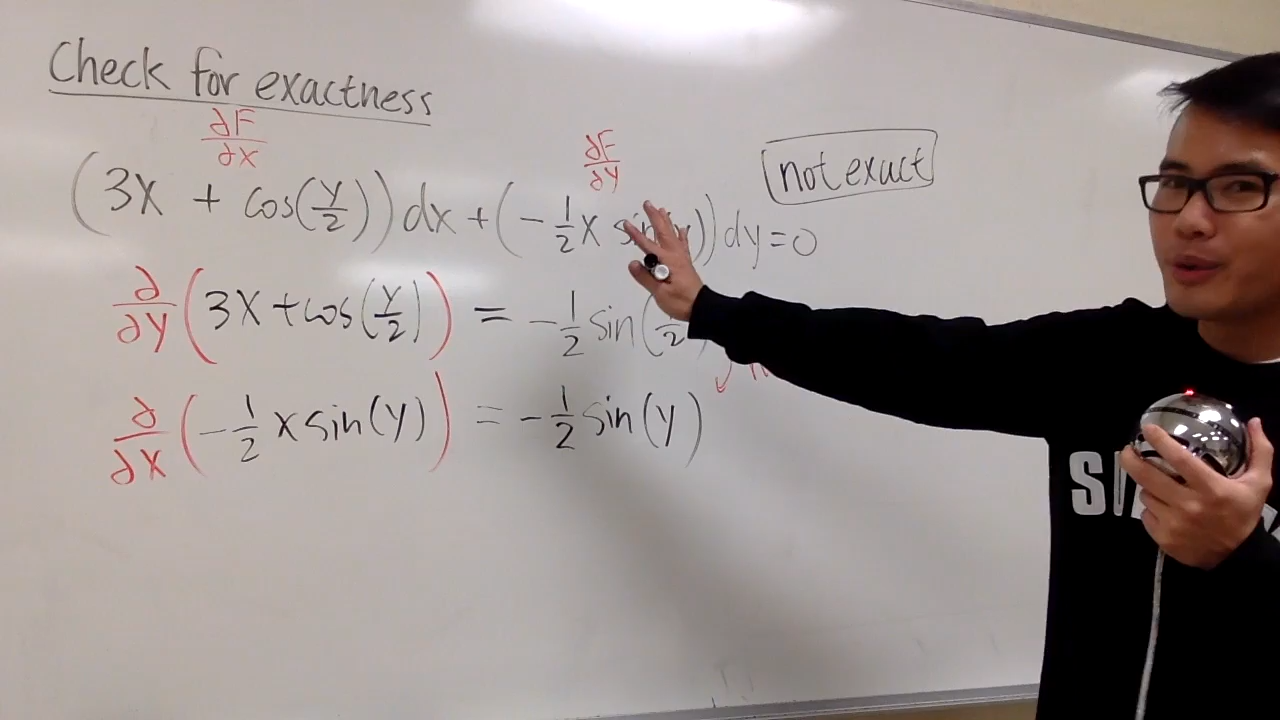 Check for exactness
∂F/∂x ∂F/∂y
(3x + cos(y/2))dx + (-1/2 x sin(y))dy = 0 not exact
∂/∂y (3x + cos(y/2)) = -1/2 sin(y/2)
∂/∂x (-1/2 x sin(y)) = -1/2 sin(y)